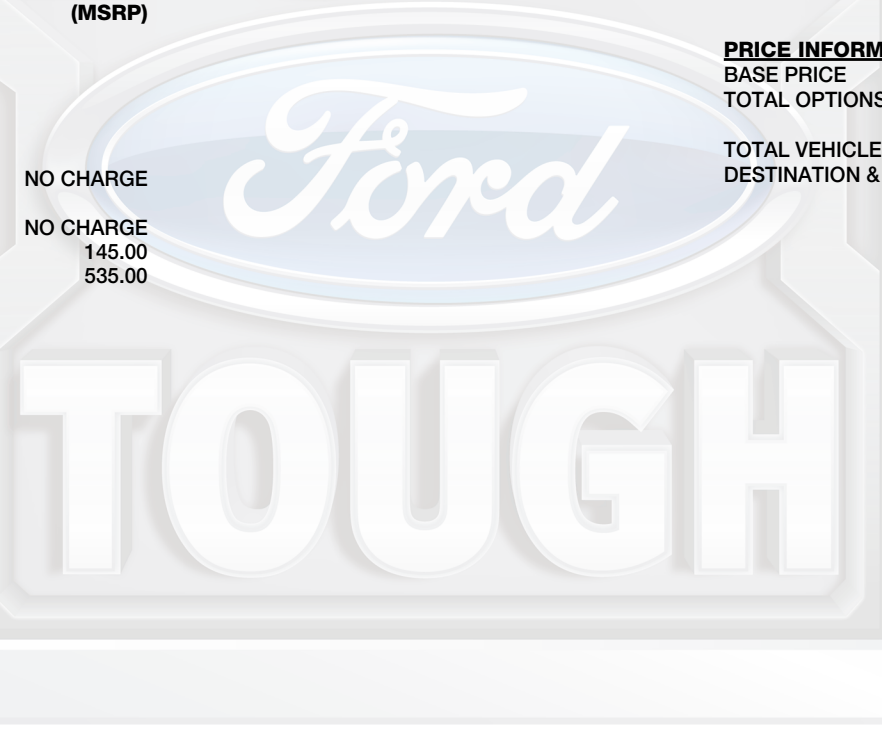 (MSRP)
NO CHARGE
NO CHARGE
145.00
535.00
PRICE INFORM
BASE PRICE
TOTAL OPTIONS
TOTAL VEHICLE
DESTINATION &
Ford
TOUGH